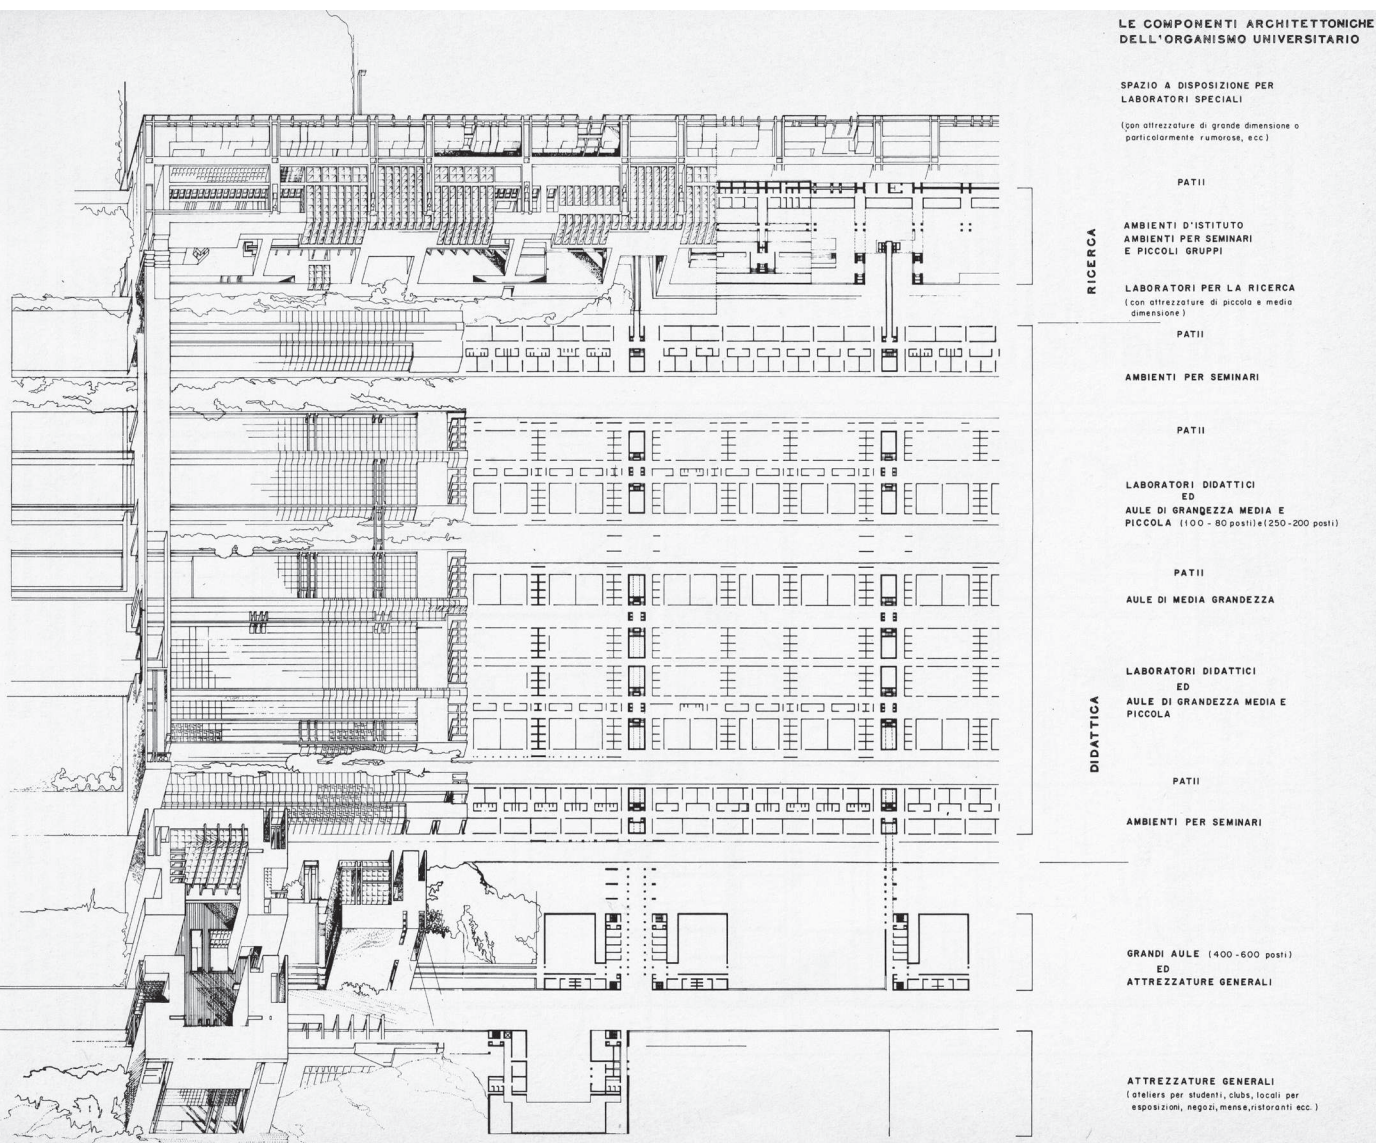 LE COMPONENTI ARCHITETTONICHE
DELL'ORGANISMO UNIVERSITARIO
SPAZIO A DISPOSIZIONE PER
LABORATORI SPECIALI
(con attrezzature di grande dimensione o
particolarmente rumorose, ecc)
PATII
RICERCA
AMBIENTI D'ISTITUTO
AMBIENTI PER SEMINARI
E PICCOLI GRUPPI
LABORATORI PER LA RICERCA
(con attrezzature di piccola e media
dimensione)
PATII
AMBIENTI PER SEMINARI
PATII
LABORATORI DIDATTICI
ED
AULE DI GRANDEZZA MEDIA E
PICCOLA (100 - 80 posti) e (250-200 posti)
PATII
AULE DI MEDIA GRANDEZZA
LABORATORI DIDATTICI
ED
AULE DI GRANDEZZA MEDIA E
PICCOLA
DIDATTICA
PATII
AMBIENTI PER SEMINARI
GRANDI AULE (400-600 posti)
ED
ATTREZZATURE GENERALI
ATTREZZATURE GENERALI
(ateliers per studenti, clubs, locali per
esposizioni, negozi, mense, ristoranti ecc.)